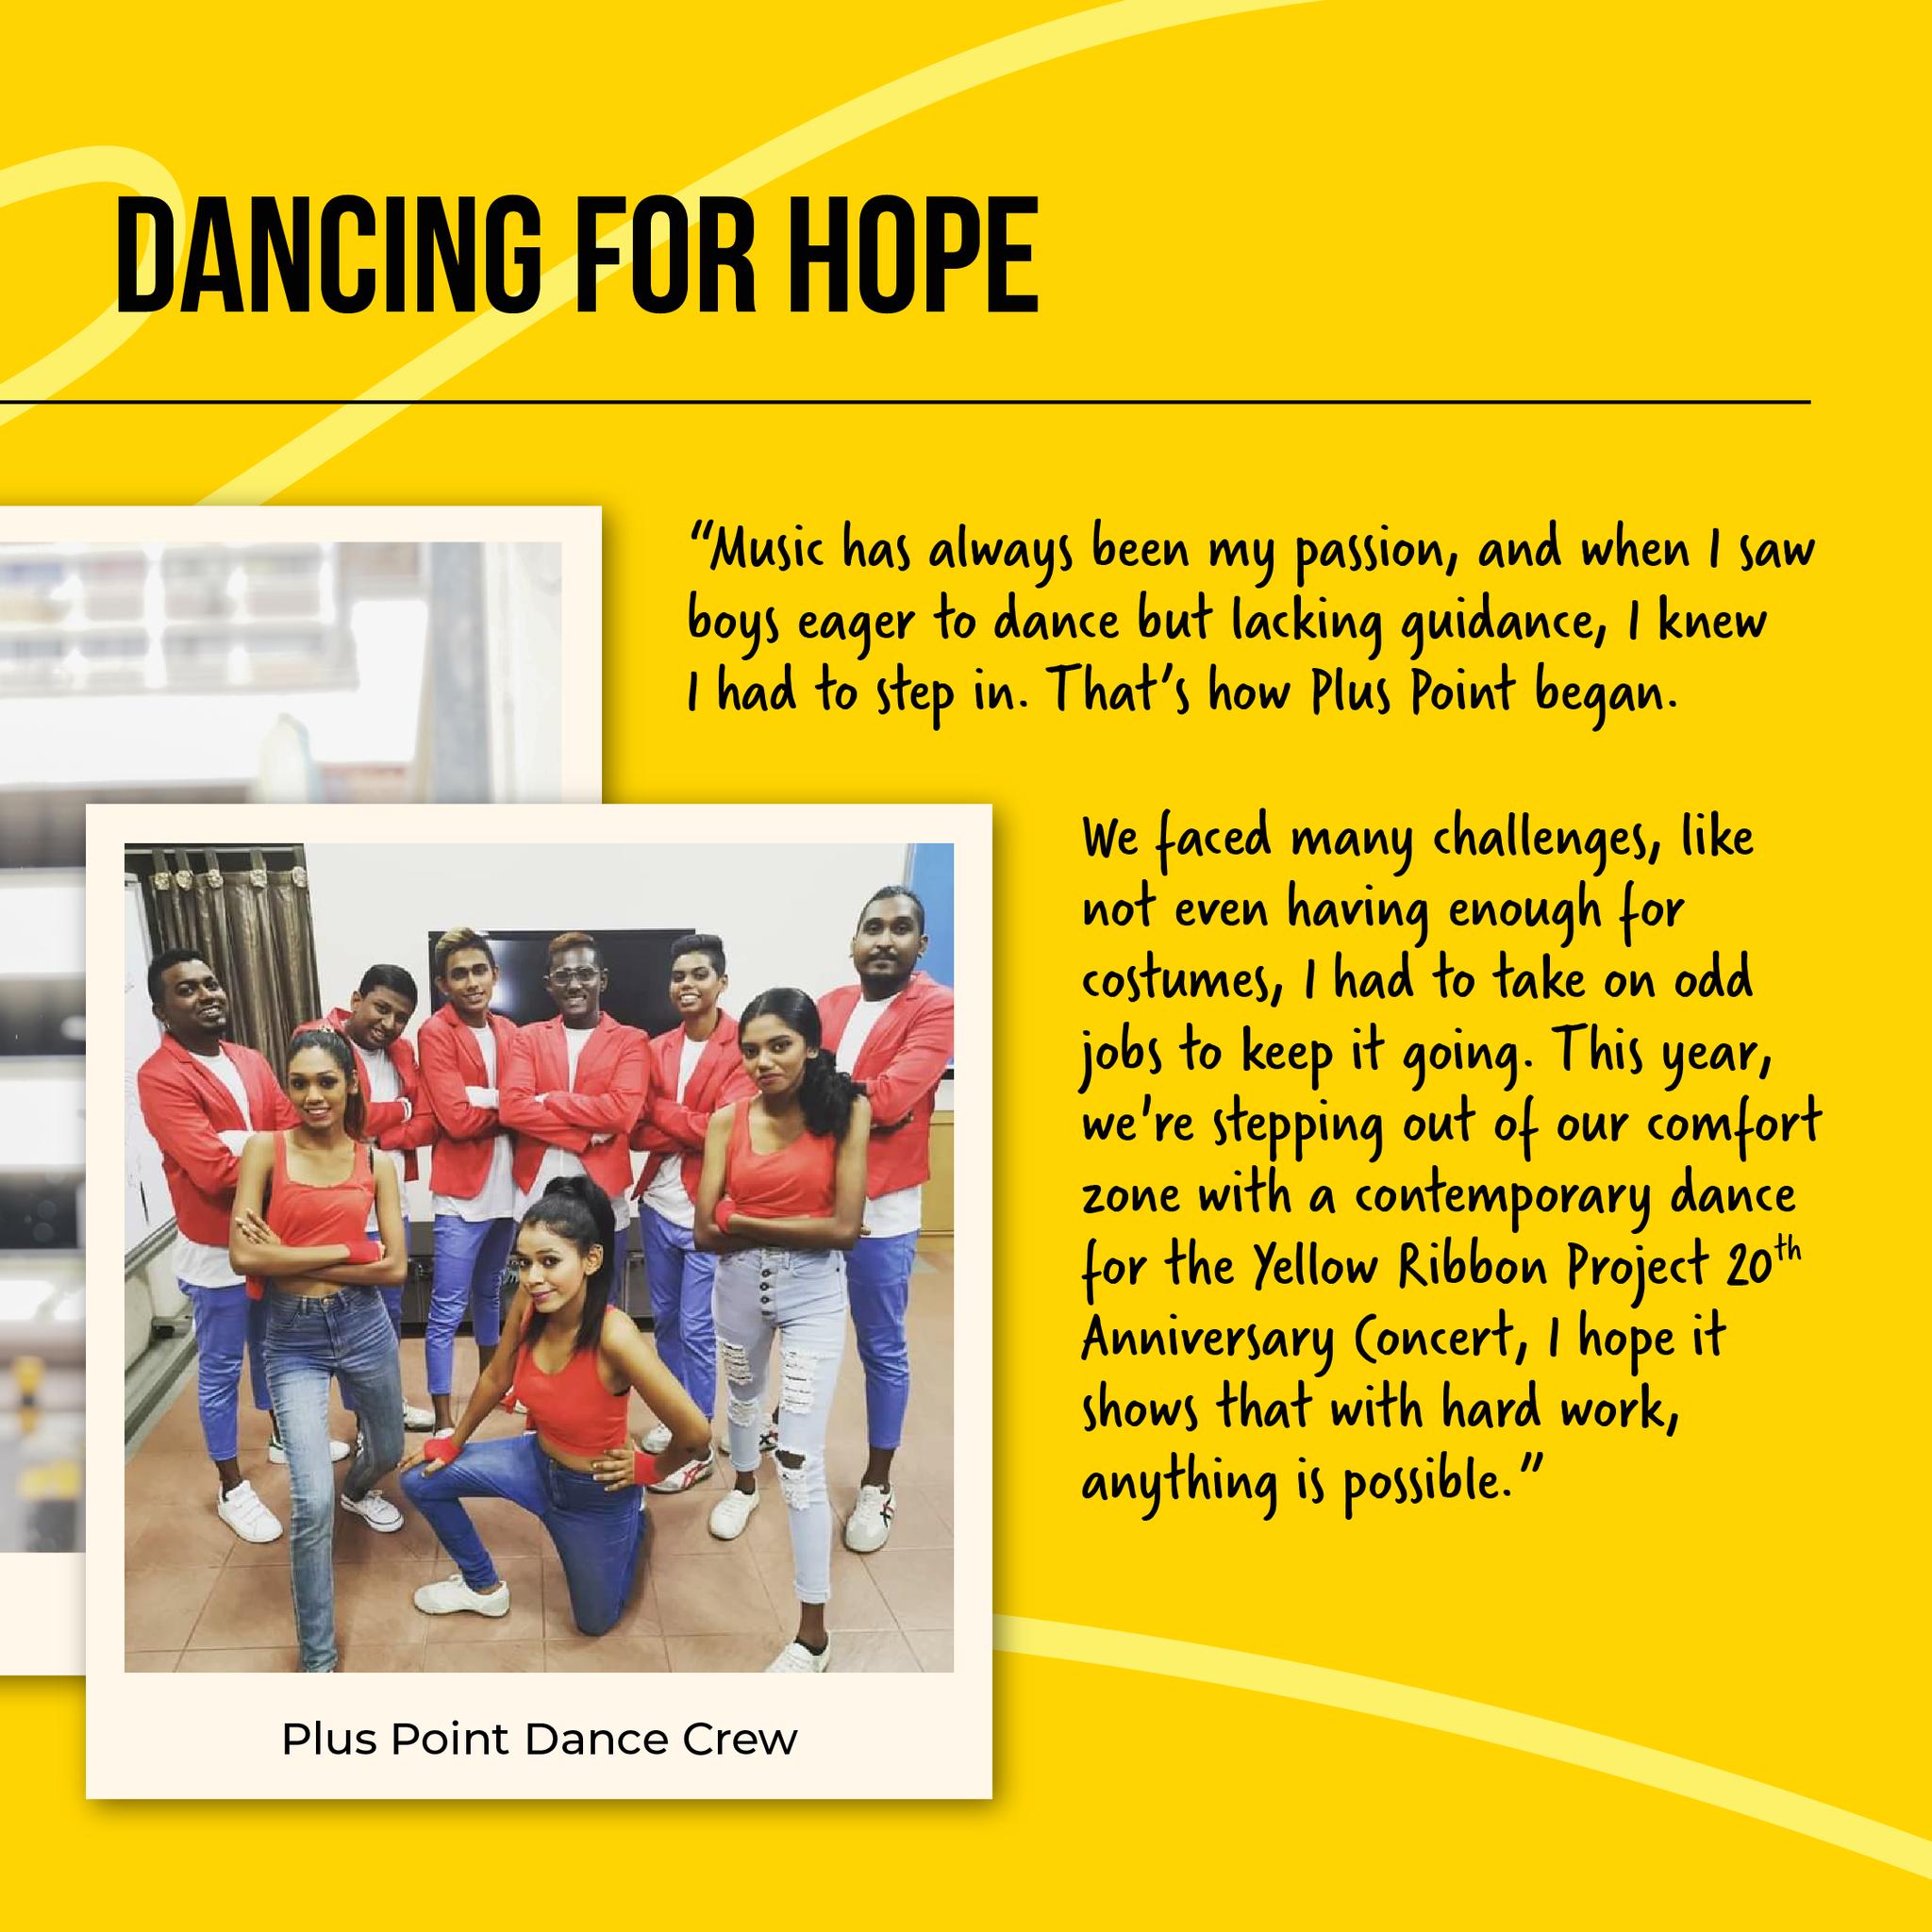 DANCING FOR HOPE
“Music has always been my passion, and when I saw
boys eager to dance but lacking guidance, I knew
I had to step in. That’s how Plus Point began.
We faced many challenges, like
not even having enough for
costumes, I had to take on odd
jobs to keep it going. This year,
we’re stepping out of our comfort
zone with a contemporary dance
for the Yellow Ribbon Project 20th
Anniversary Concert, I hope it
shows that with hard work,
anything is possible.”
Plus Point Dance Crew